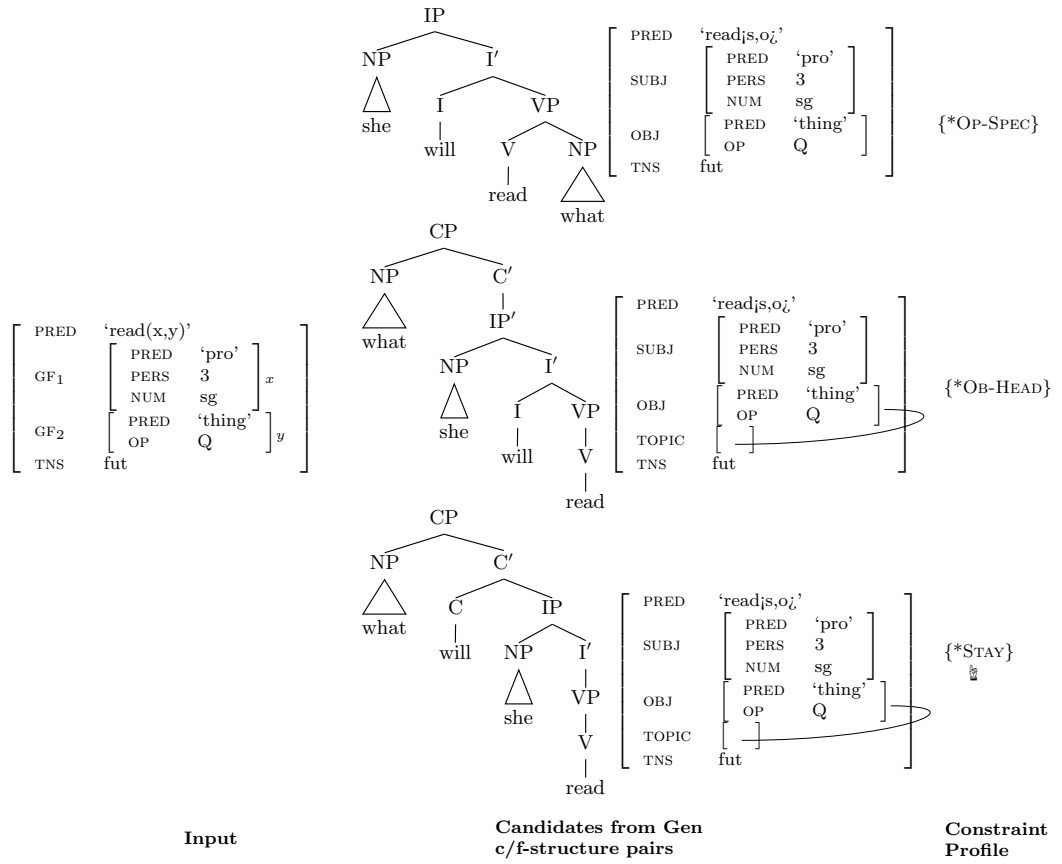 IP
PRED ‘read¡s,o¿’
NP I′
SUBJ PRED ‘pro’
PERS 3
NUM sg
I VP
she
OBJ PRED ‘thing’
OP Q
{*OP-SPEC}
will V NP
TNS fut
read
what
CP
NP C′
what IP′
PRED ‘read¡s,o¿’
SUBJ PRED ‘pro’
PERS 3
NUM sg
NP I′
she I VP
OBJ PRED ‘thing’
OP Q
{*OB-HEAD}
TOPIC
will V
TNS fut
read
PRED ‘read(x,y)’
GF1 PRED ‘pro’
PERS 3
NUM sg
x
GF2 PRED ‘thing’
OP Q
y
TNS fut
CP
NP C′
what C IP
PRED ‘read¡s,o¿’
SUBJ PRED ‘pro’
PERS 3
NUM sg
{*STAY}
will NP I′
she VP
OBJ PRED ‘thing’
OP Q
TOPIC
V
TNS fut
read
Input
Candidates from Gen
c/f-structure pairs
Constraint
Profile